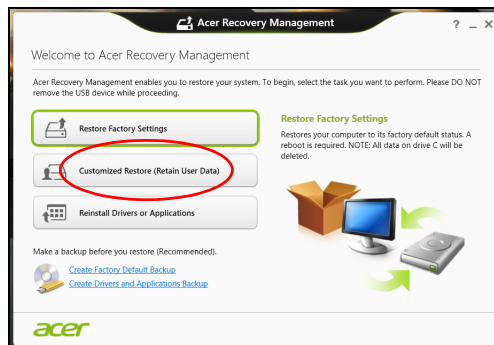 Acer Recovery Management
? _ X
Welcome to Acer Recovery Management
Acer Recovery Management enables you to restore your system. To begin, select the task you want to perform. Please DO NOT
remove the USB device while proceeding.
Restore Factory Settings
Customized Restore (Retain User Data)
Reinstall Drivers or Applications
Restore Factory Settings
Restores your computer to its factory default status. A
reboot is required. NOTE: All data on drive C will be
deleted.
Make a backup before you restore (Recommended).
Create Factory Default Backup
Create Drivers and Applications Backup
acer